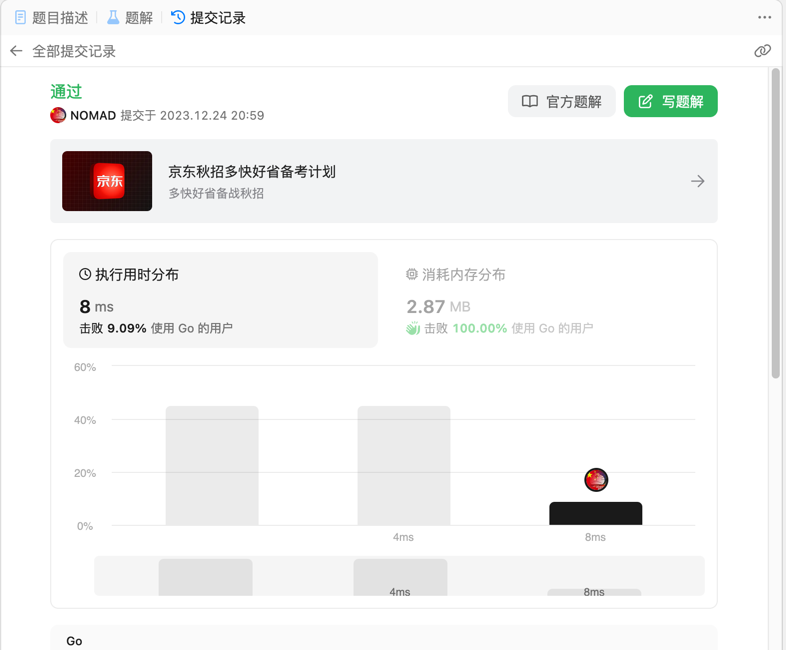 题目描述 题解 提交记录
全部提交记录
通过
NOMAD 提交于 2023.12.24 20:59
官方题解 写题解
京东
京东秋招多快好省备考计划
多快好省备战秋招
执行用时分布
8 ms
击败 9.09% 使用 Go 的用户
消耗内存分布
2.87 MB
击败 100.00% 使用 Go 的用户
60%
40%
20%
0%
4ms 8ms
4ms 8ms
Go